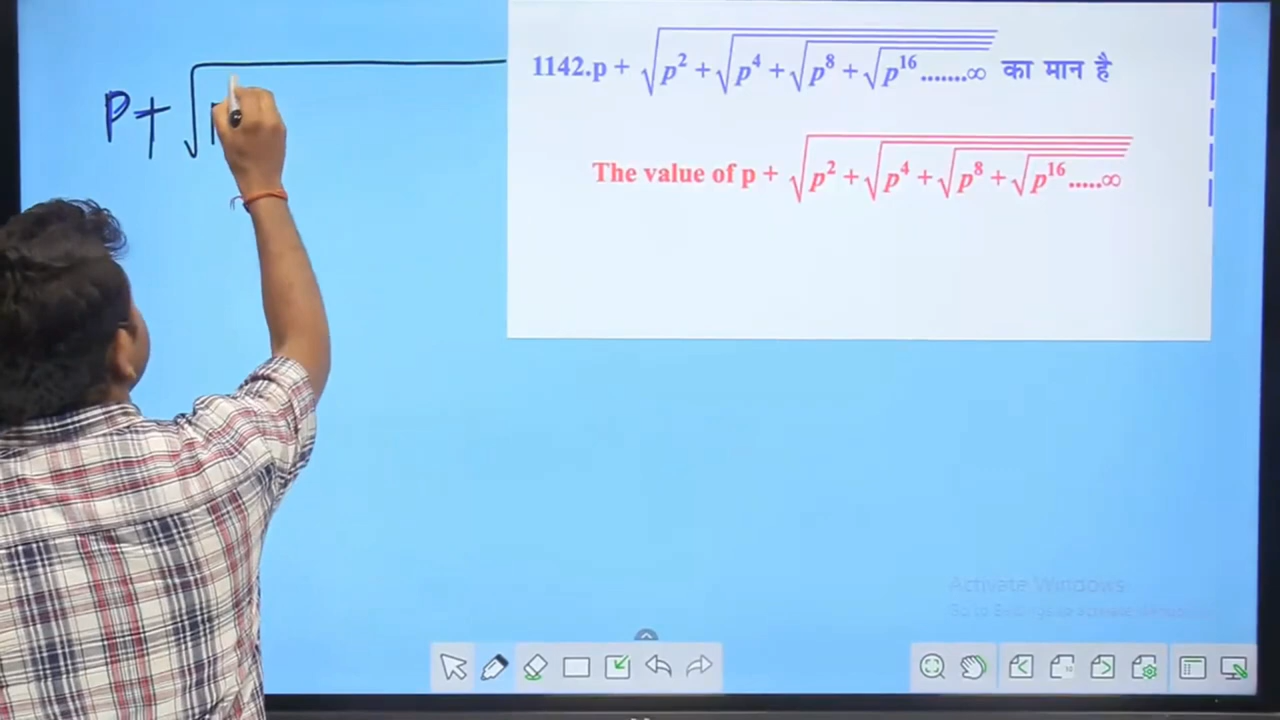 P + √
1142.p + √p² + √p⁴ + √p⁸ + √p¹⁶ .......∞ का मान है
The value of p + √p² + √p⁴ + √p⁸ + √p¹⁶ .....∞
Activate Windows